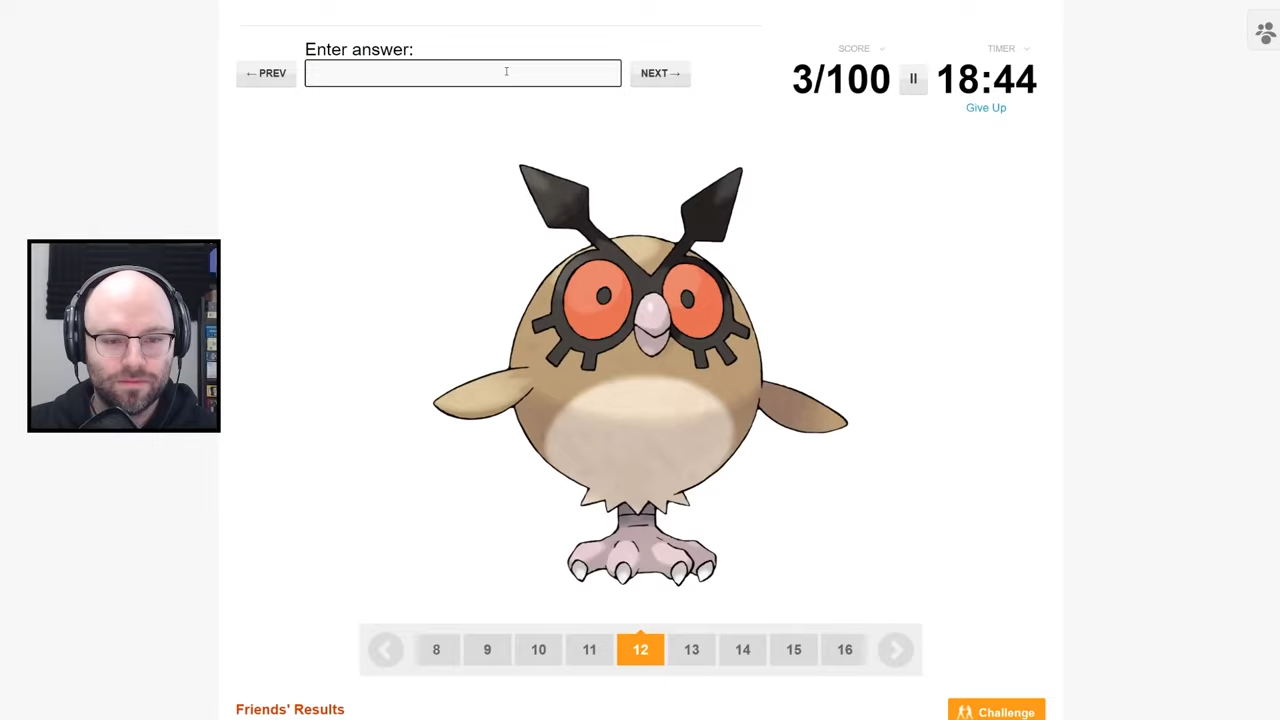 Enter answer:
← PREV
NEXT →
SCORE
TIMER
3/100
18:44
Give Up
8 9 10 11 12 13 14 15 16
Friends' Results
Challenge